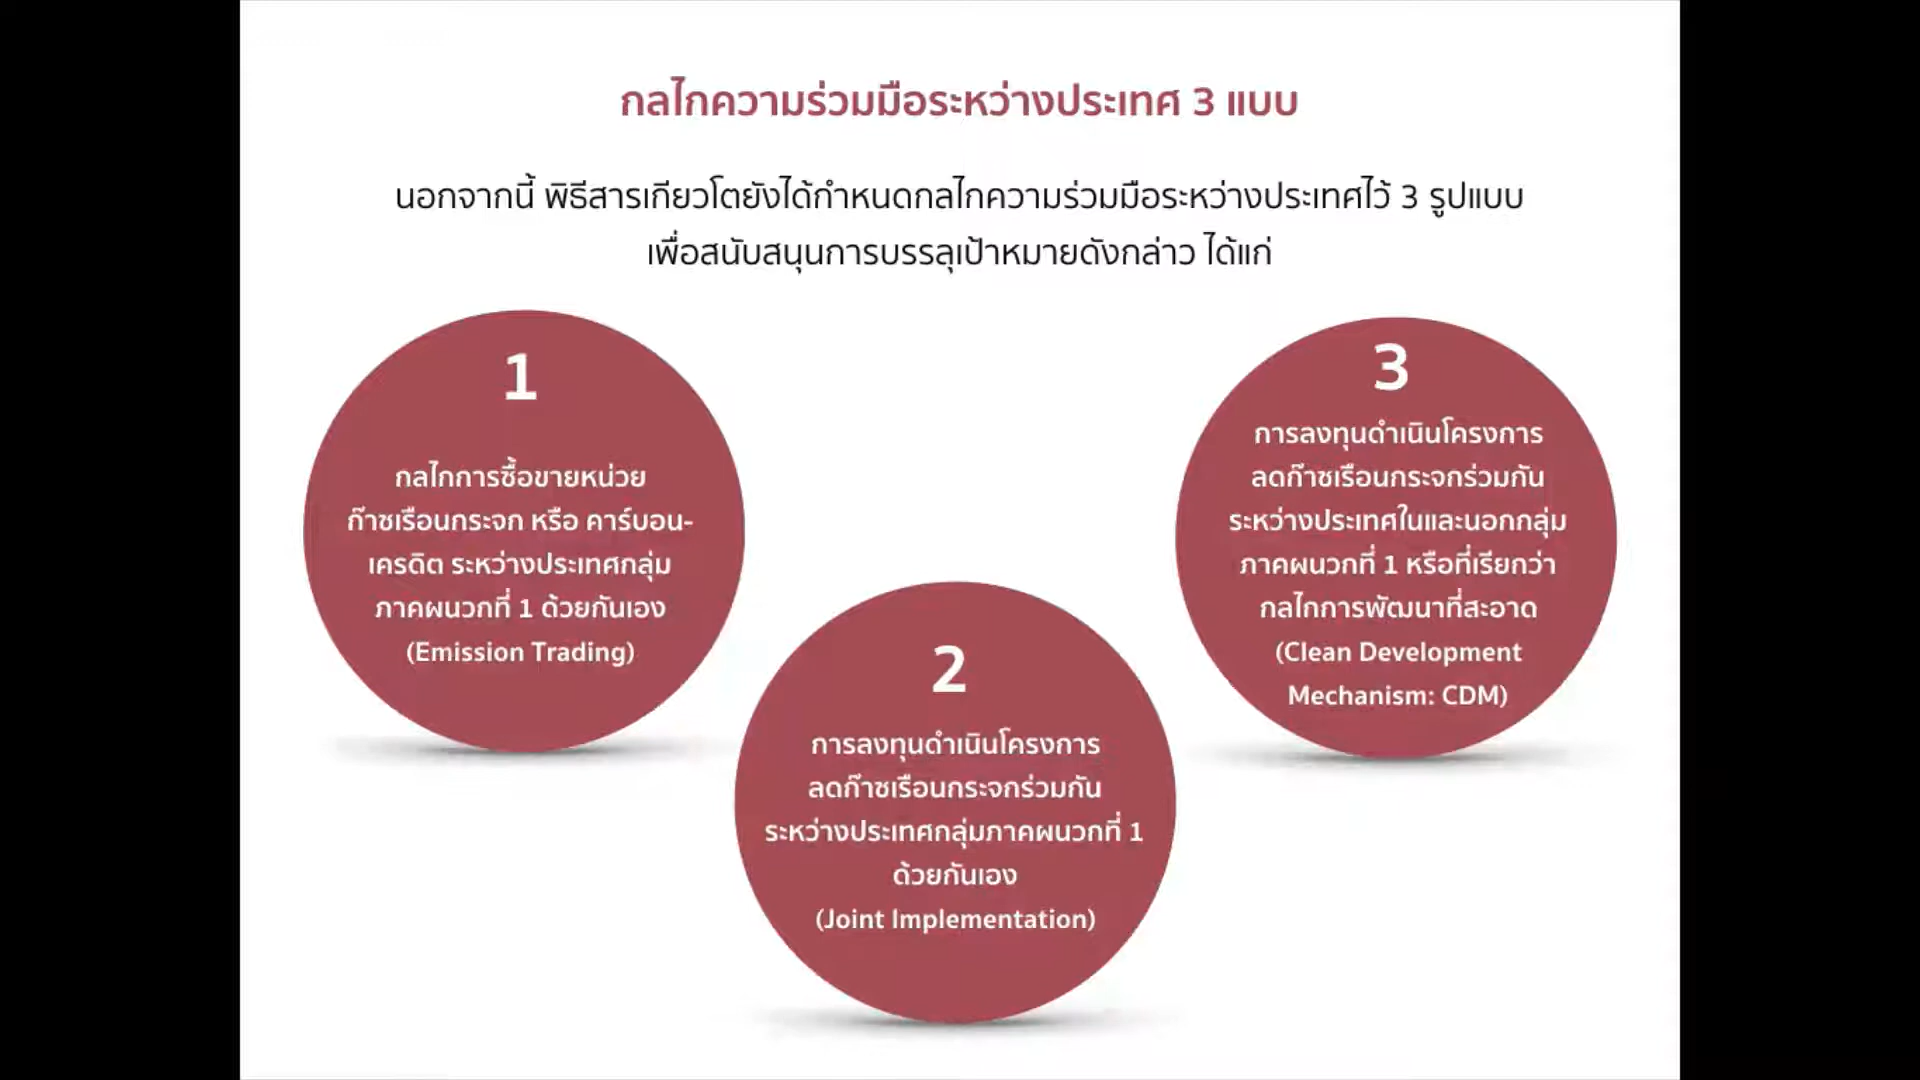 กลไกความร่วมมือระหว่างประเทศ 3 แบบ
นอกจากนี้ พิธีสารเกียวโตยังได้กำหนดกลไกความร่วมมือระหว่างประเทศไว้ 3 รูปแบบ
เพื่อสนับสนุนการบรรลุเป้าหมายดังกล่าว ได้แก่
1
กลไกการซื้อขายหน่วย
ก๊าซเรือนกระจก หรือ คาร์บอน-
เครดิต ระหว่างประเทศกลุ่ม
ภาคผนวกที่ 1 ด้วยกันเอง
(Emission Trading)
2
การลงทุนดำเนินโครงการ
ลดก๊าซเรือนกระจกร่วมกัน
ระหว่างประเทศกลุ่มภาคผนวกที่ 1
ด้วยกันเอง
(Joint Implementation)
3
การลงทุนดำเนินโครงการ
ลดก๊าซเรือนกระจกร่วมกัน
ระหว่างประเทศในและนอกกลุ่ม
ภาคผนวกที่ 1 หรือที่เรียกว่า
กลไกการพัฒนาที่สะอาด
(Clean Development
Mechanism: CDM)